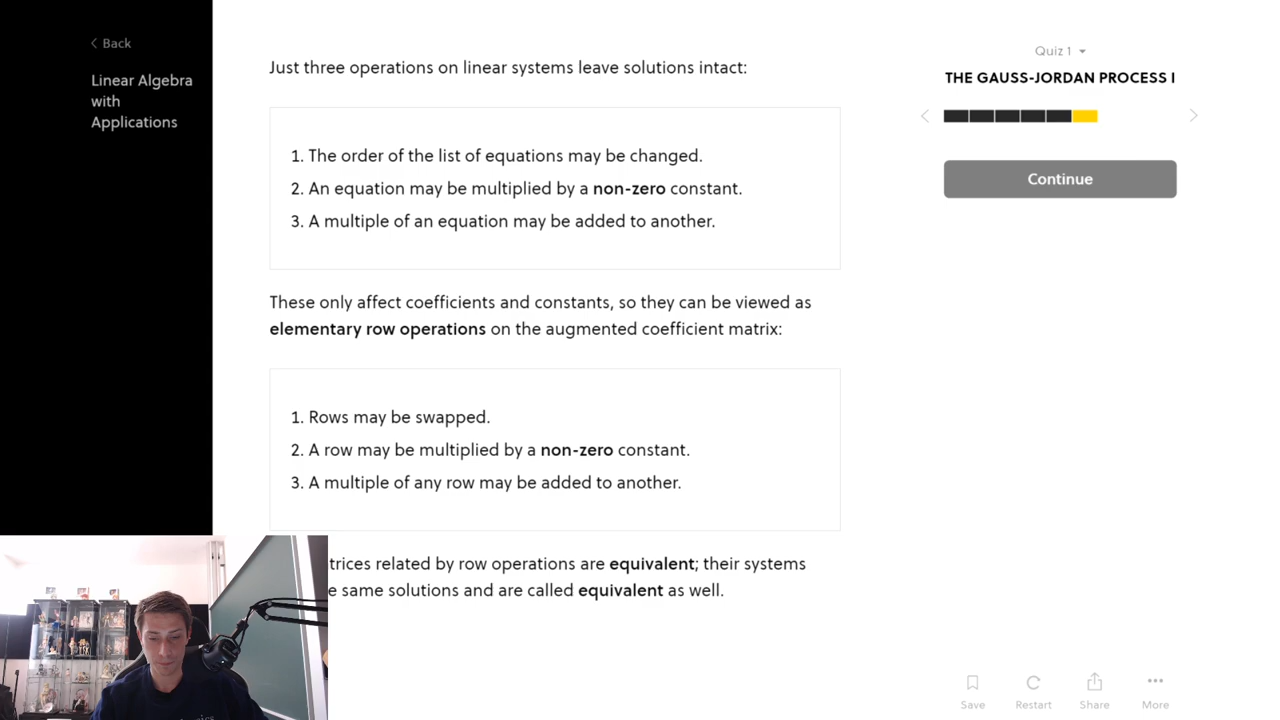 Back
Linear Algebra
with
Applications
Just three operations on linear systems leave solutions intact:
1. The order of the list of equations may be changed.
2. An equation may be multiplied by a non-zero constant.
3. A multiple of an equation may be added to another.
These only affect coefficients and constants, so they can be viewed as
elementary row operations on the augmented coefficient matrix:
1. Rows may be swapped.
2. A row may be multiplied by a non-zero constant.
3. A multiple of any row may be added to another.
related by row operations are equivalent; their systems
same solutions and are called equivalent as well.
Quiz 1
THE GAUSS-JORDAN PROCESS I
Continue
Save
Restart
Share
More